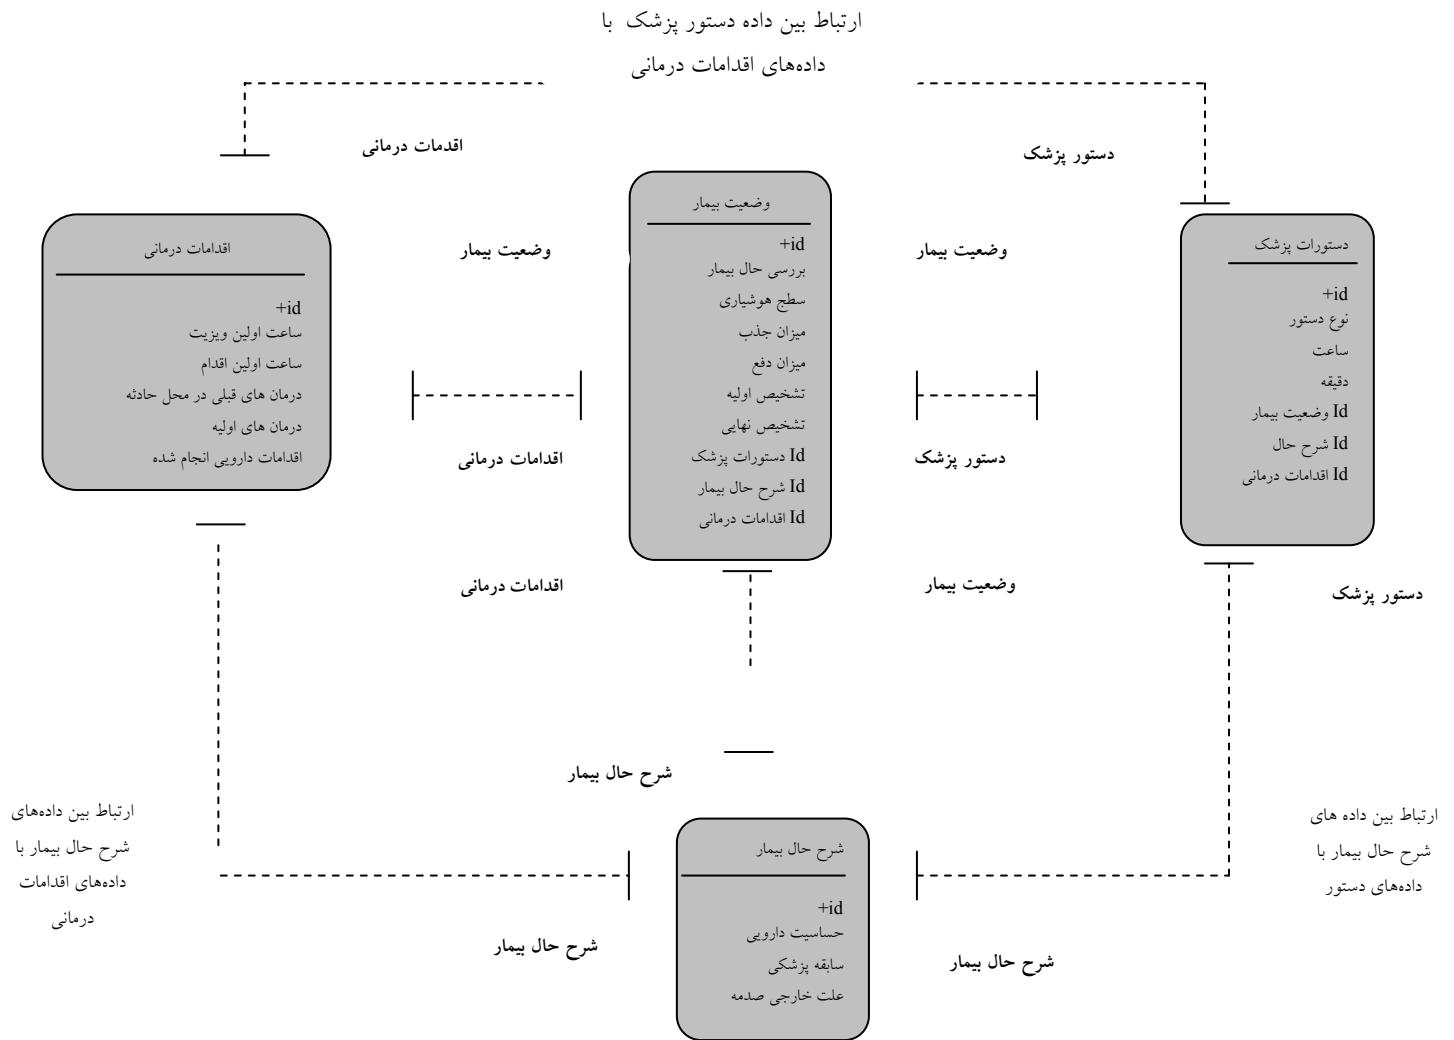 ارتباط بین داده دستور پزشک با
داده‌های اقدامات درمانی
دستور پزشک
اقدمات درمانی
دستورات پزشک
+id
نوع دستور
ساعت
دقیقه
Id وضعیت بیمار
Id شرح حال
Id اقدامات درمانی
وضعیت بیمار
دستور پزشک
وضعیت بیمار
+id
بررسی حال بیمار
سطح هوشیاری
میزان جذب
میزان دفع
تشخیص اولیه
تشخیص نهایی
Id دستورات پزشک
Id شرح حال بیمار
Id اقدامات درمانی
وضعیت بیمار
اقدامات درمانی
اقدامات درمانی
+id
ساعت اولین ویزیت
ساعت اولین اقدام
درمان های قبلی در محل حادثه
درمان های اولیه
اقدامات دارویی انجام شده
دستور پزشک
وضعیت بیمار
اقدامات درمانی
شرح حال بیمار
ارتباط بین داده های
شرح حال بیمار با
داده‌های دستور
شرح حال بیمار
+id
حساسیت دارویی
سابقه پزشکی
علت خارجی صدمه
ارتباط بین داده‌های
شرح حال بیمار با
داده‌های اقدامات
درمانی
شرح حال بیمار
شرح حال بیمار